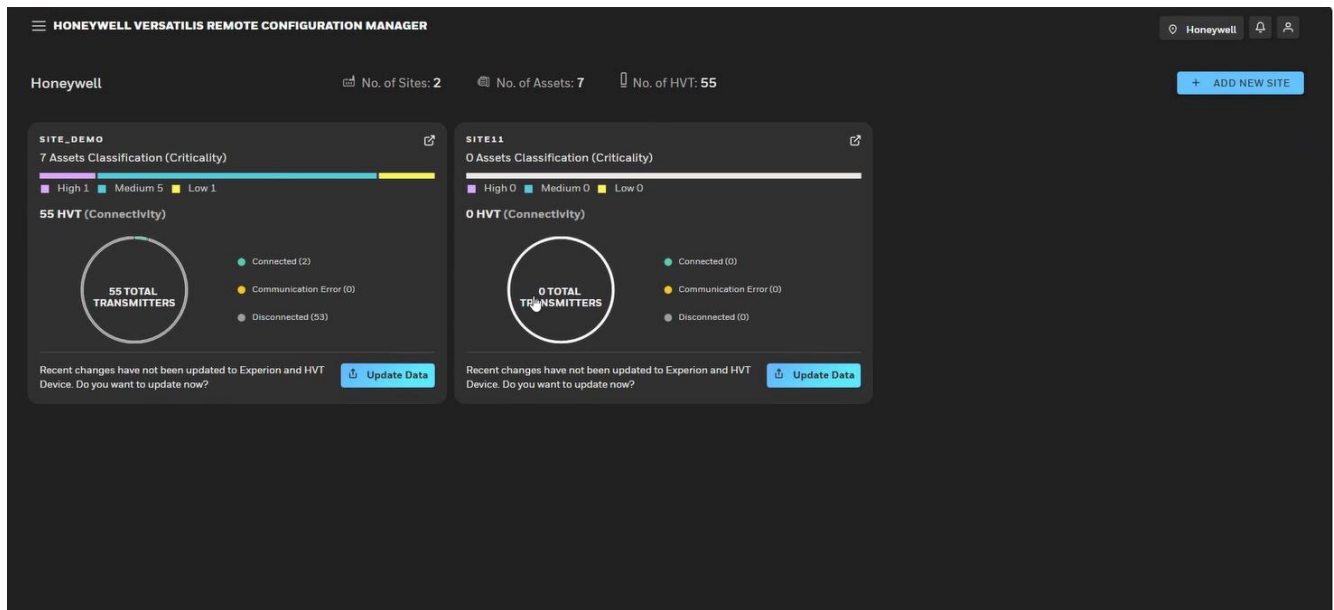 HONEYWELL VERSATILIS REMOTE CONFIGURATION MANAGER
Honeywell
Honeywell
No. of Sites: 2
No. of Assets: 7
No. of HVT: 55
+ ADD NEW SITE
SITE_DEMO
7 Assets Classification (Criticality)
High 1 Medium 5 Low 1
55 HVT (Connectivity)
55 TOTAL
TRANSMITTERS
Connected (2)
Communication Error (0)
Disconnected (53)
Recent changes have not been updated to Experion and HVT
Device. Do you want to update now?
Update Data
SITE11
0 Assets Classification (Criticality)
High 0 Medium 0 Low 0
0 HVT (Connectivity)
0 TOTAL
TRANSMITTERS
Connected (0)
Communication Error (0)
Disconnected (0)
Recent changes have not been updated to Experion and HVT
Device. Do you want to update now?
Update Data